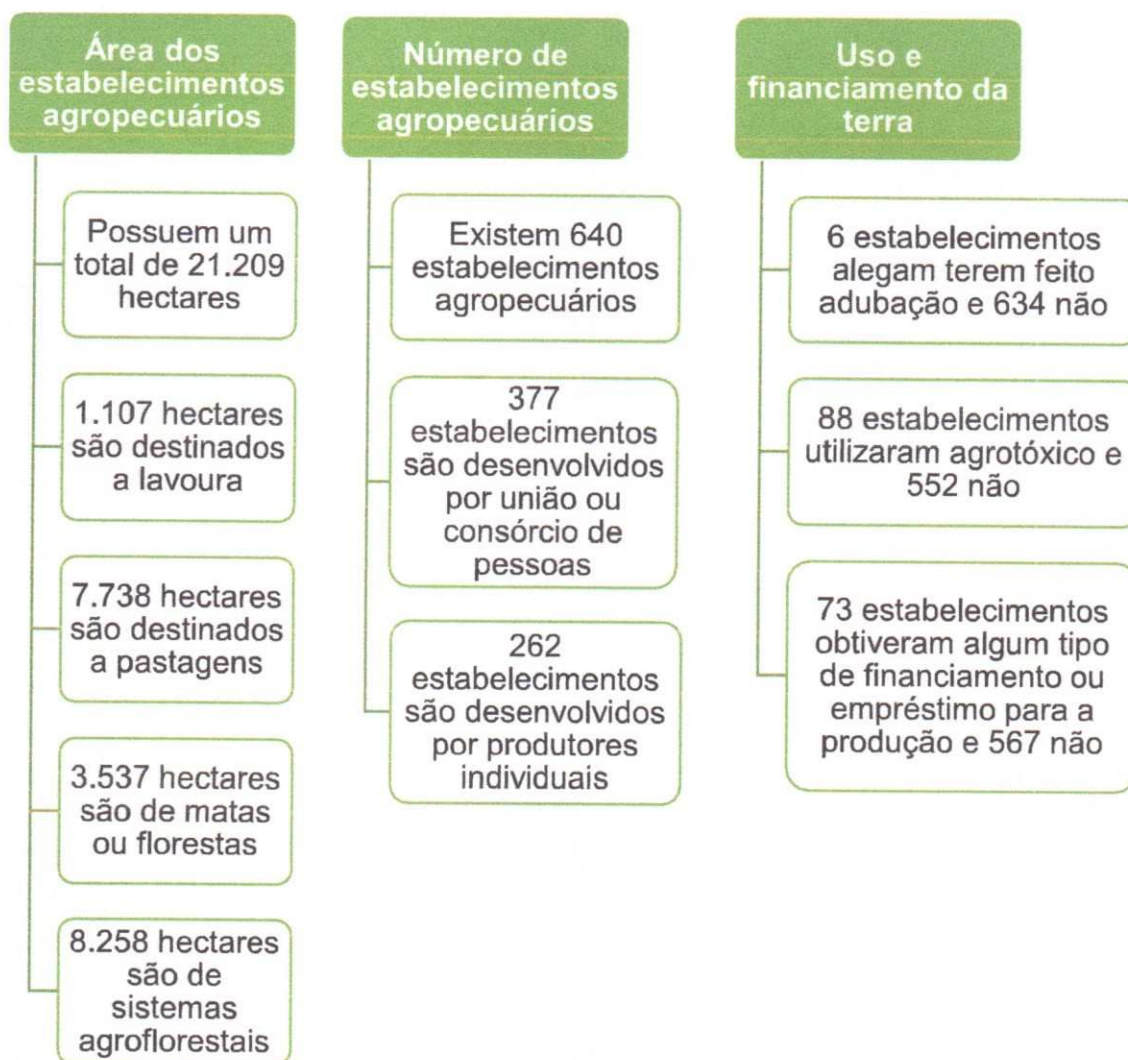 Área dos
estabelecimentos
agropecuários
Possuem um
total de 21.209
hectares
1.107 hectares
são destinados
a lavoura
7.738 hectares
são destinados
a pastagens
3.537 hectares
são de matas
ou florestas
8.258 hectares
são de
sistemas
agroflorestais
Número de
estabelecimentos
agropecuários
Existem 640
estabelecimentos
agropecuários
377
estabelecimentos
são desenvolvidos
por união ou
consórcio de
pessoas
262
estabelecimentos
são desenvolvidos
por produtores
individuais
Uso e
financiamento da
terra
6 estabelecimentos
alegam terem feito
adubação e 634 não
88 estabelecimentos
utilizaram agrotóxico e
552 não
73 estabelecimentos
obtiveram algum tipo
de financiamento ou
empréstimo para a
produção e 567 não